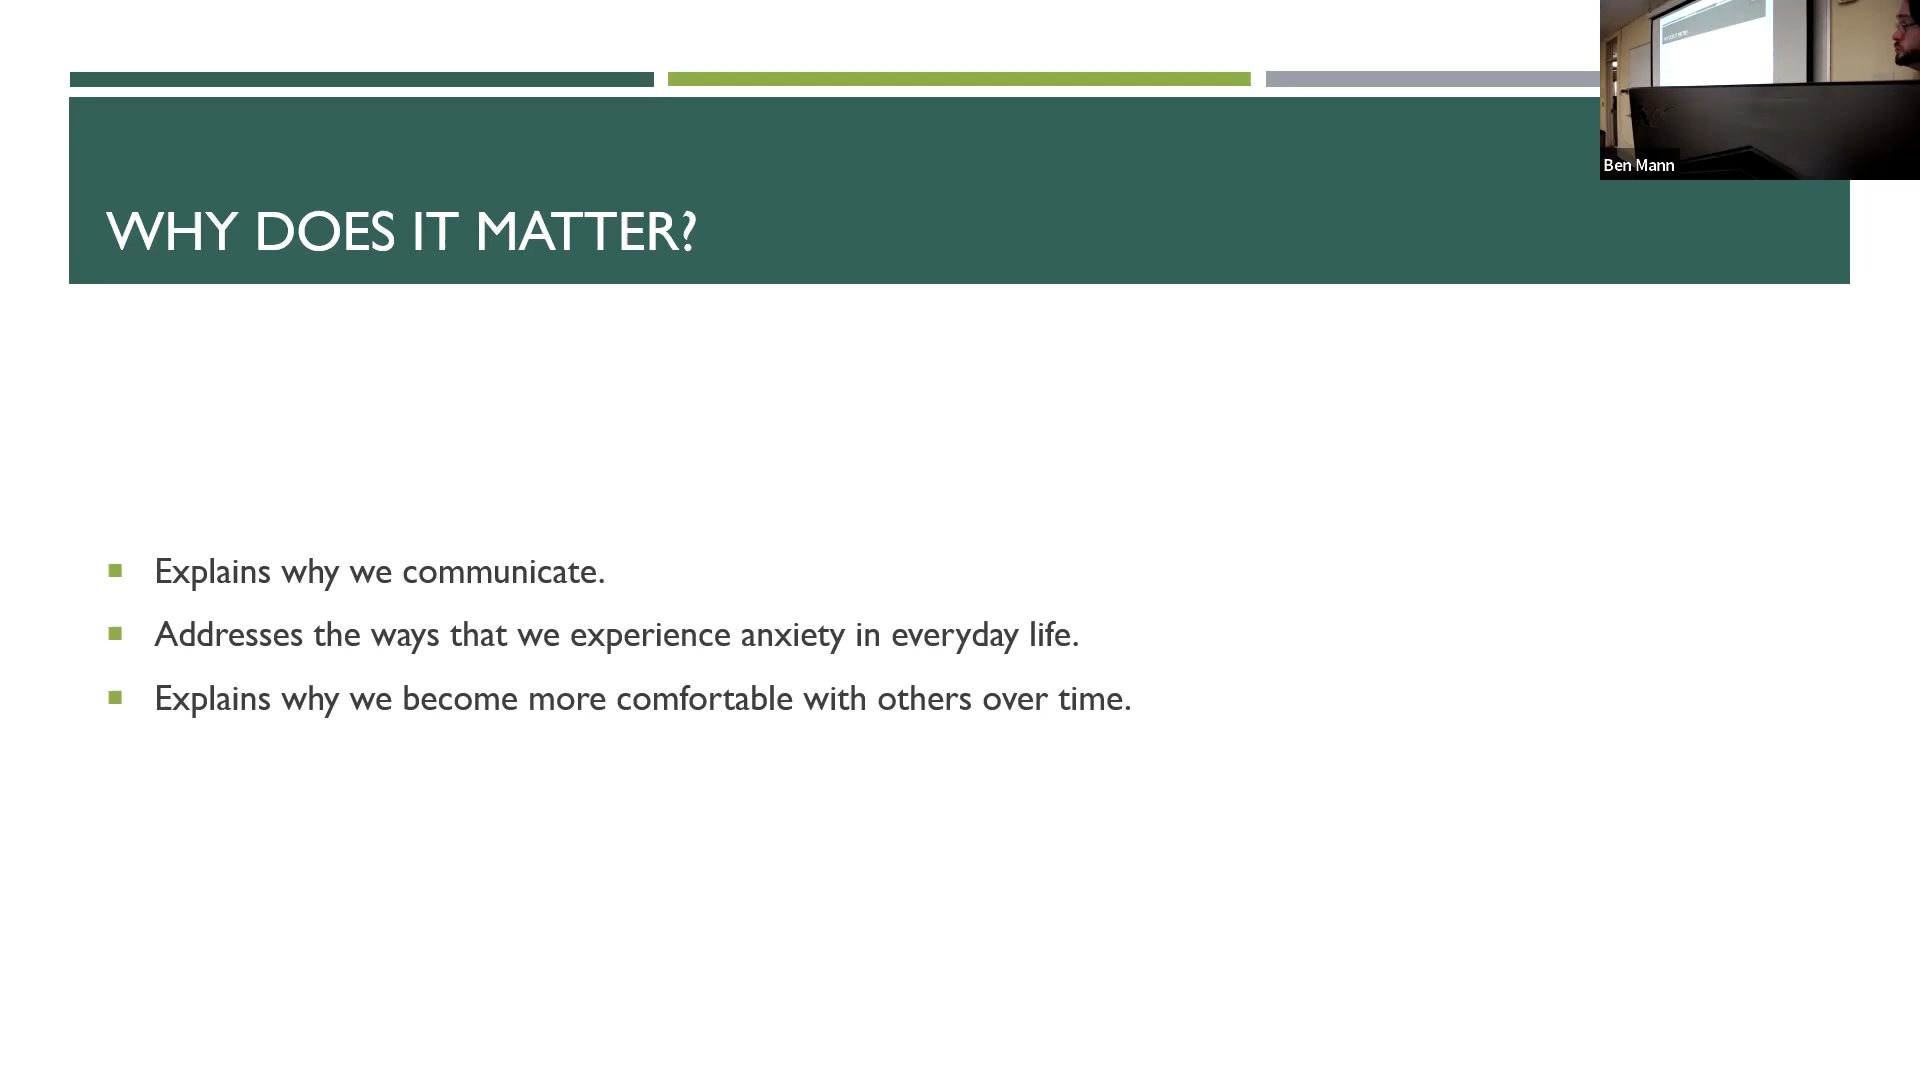 WHY DOES IT MATTER?
Explains why we communicate.
Addresses the ways that we experience anxiety in everyday life.
Explains why we become more comfortable with others over time.
Ben Mann